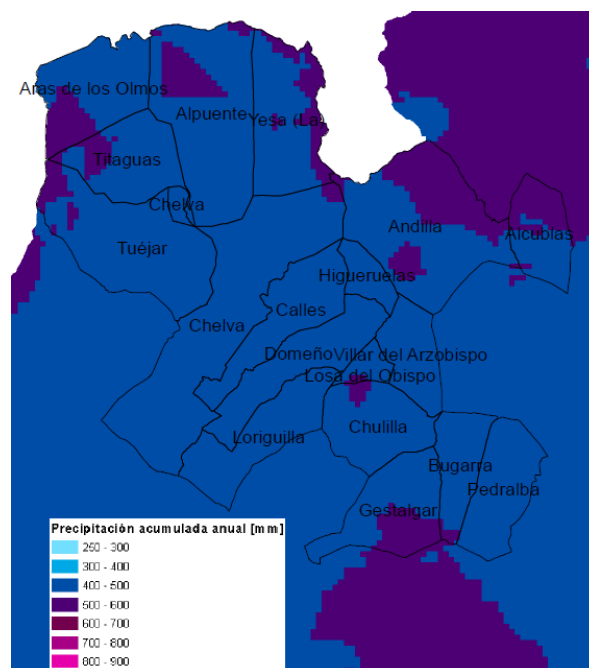 Aras de los Olmos
Alpuente
Yesa (La)
Titaguas
Chelva
Andilla
Alcublas
Tuéjar
Higueruelas
Calles
Chelva
Domeño
Villar del Arzobispo
Losa del Obispo
Chulilla
Loriguilla
Bugarra
Pedralba
Gestalgar
Precipitación acumulada anual [mm]
250 - 300
300 - 400
400 - 500
500 - 600
600 - 700
700 - 800
800 - 900